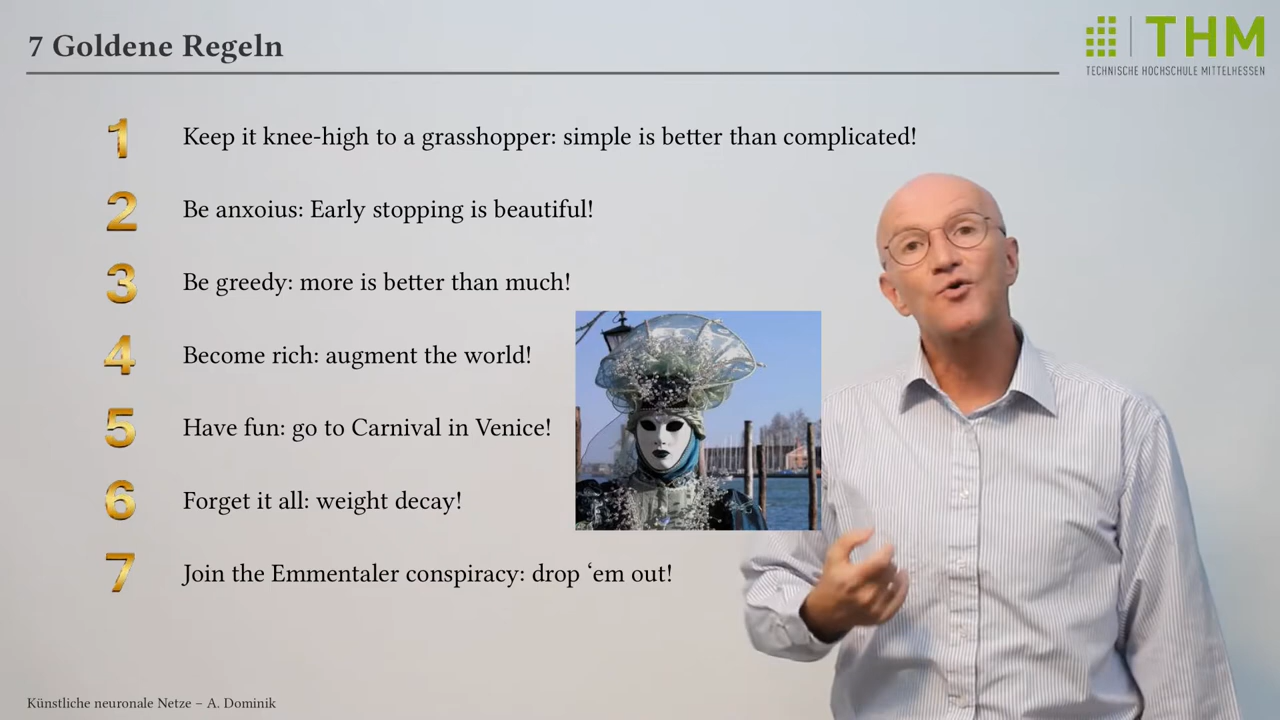 7 Goldene Regeln
THM
TECHNISCHE HOCHSCHULE MITTELHESSEN
1 Keep it knee-high to a grasshopper: simple is better than complicated!
2 Be anxoius: Early stopping is beautiful!
3 Be greedy: more is better than much!
4 Become rich: augment the world!
5 Have fun: go to Carnival in Venice!
6 Forget it all: weight decay!
7 Join the Emmentaler conspiracy: drop ‘em out!
Künstliche neuronale Netze – A. Dominik